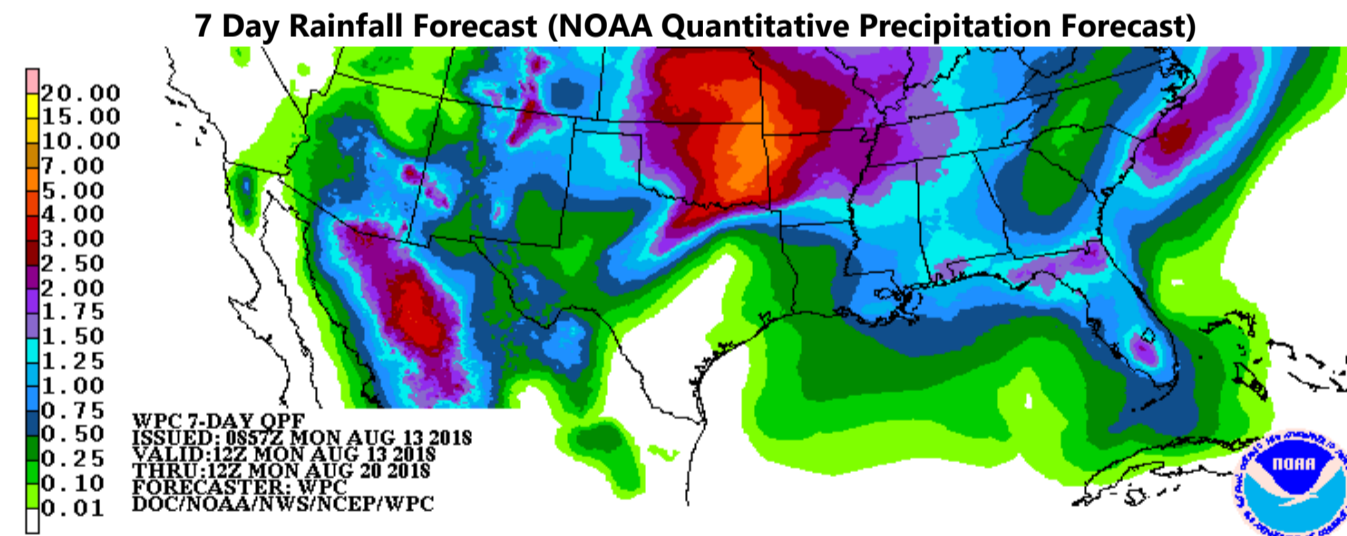 7 Day Rainfall Forecast (NOAA Quantitative Precipitation Forecast)
20.00
15.00
10.00
7.00
5.00
4.00
3.00
2.50
2.00
1.75
1.50
1.25
1.00
0.75
0.50
0.25
0.10
0.01
WPC 7-DAY QPF
ISSUED: 0857Z MON AUG 13 2018
VALID:12Z MON AUG 13 2018
THRU:12Z MON AUG 20 2018
FORECASTER: WPC
DOC/NOAA/NWS/NCEP/WPC
NOAA